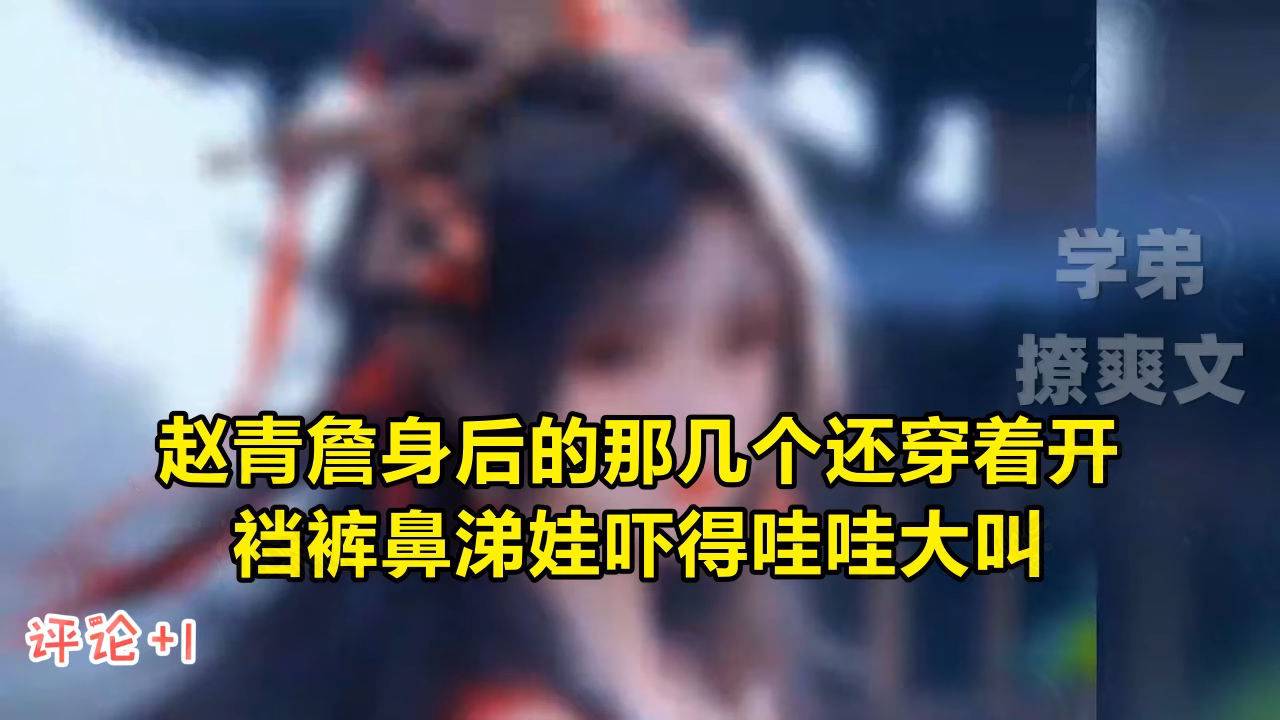 学弟
撩爽文
赵青詹身后的那几个还穿着开
裆裤鼻涕娃吓得哇哇大叫
评论+1